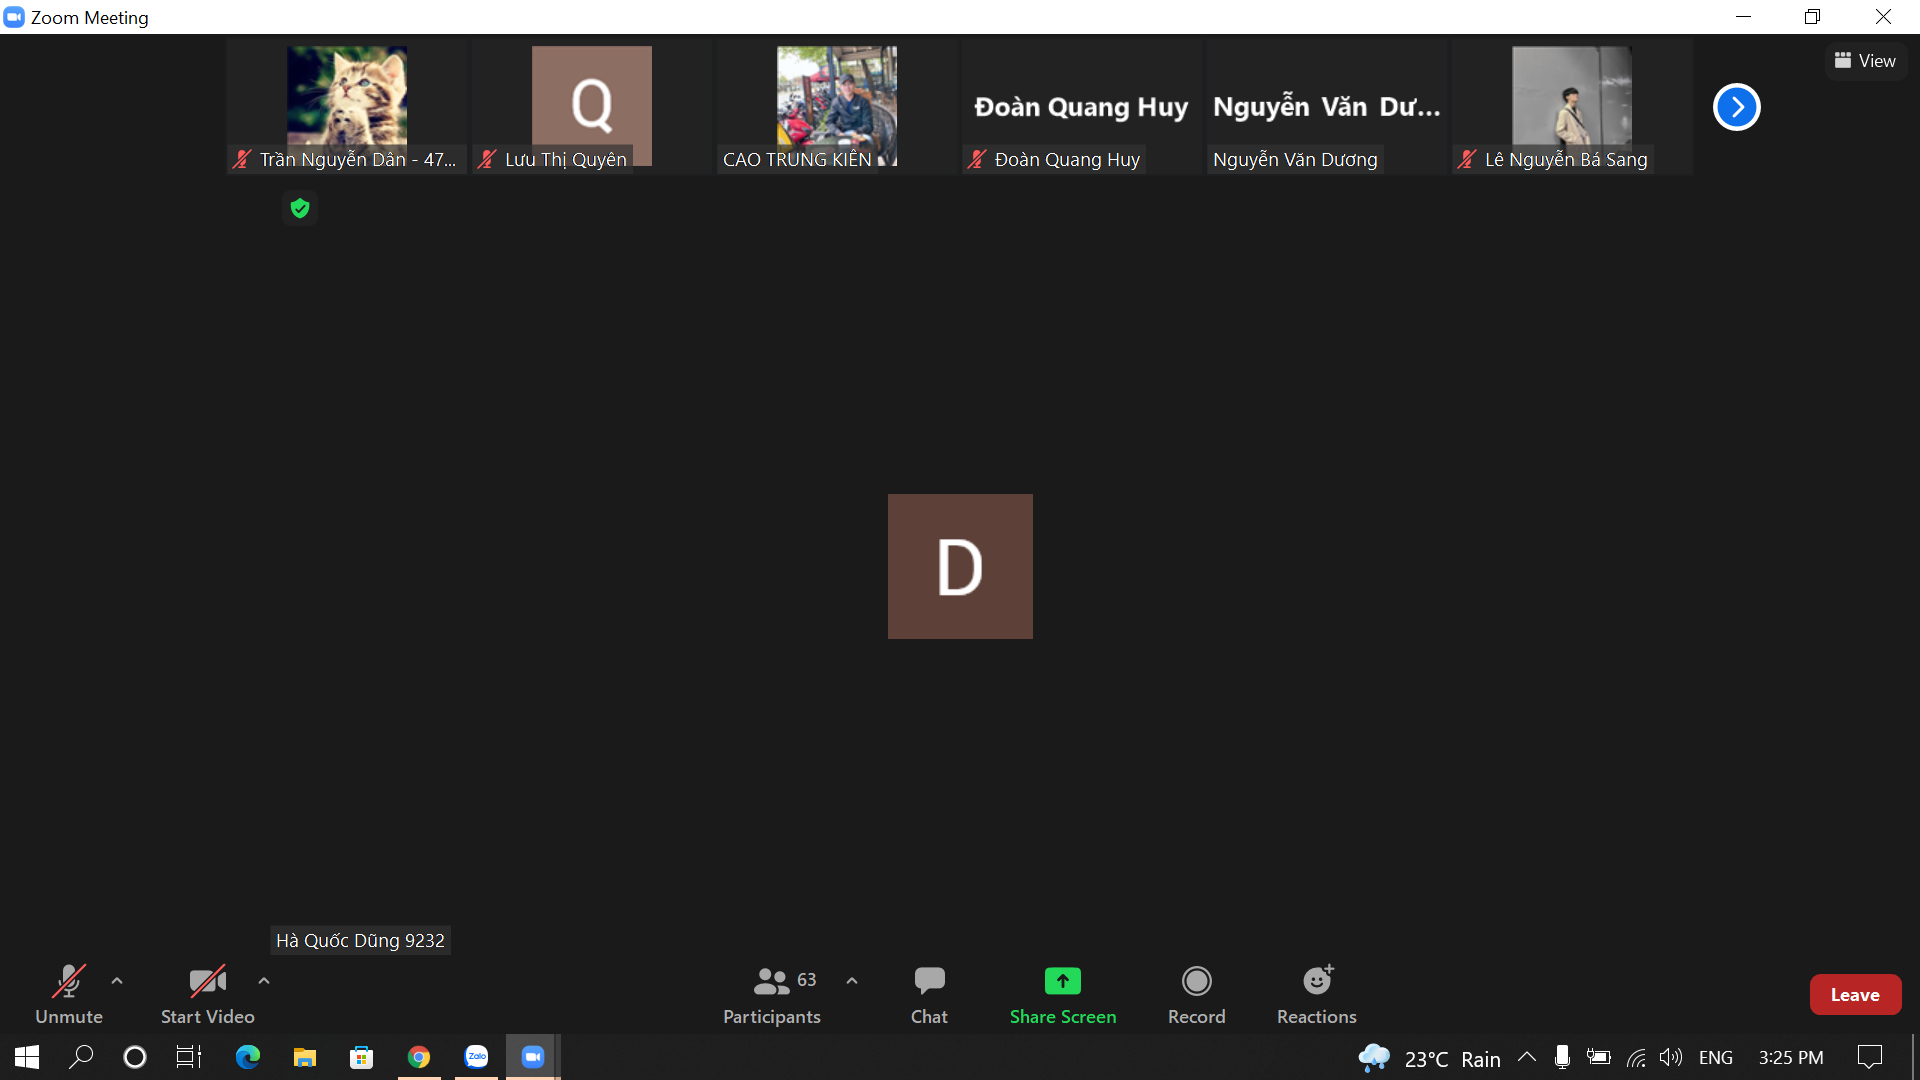 Zoom Meeting
View
Q
Đoàn Quang Huy
Nguyễn Văn Dư...
Trần Nguyễn Dân - 47...
Lưu Thị Quyên
CAO TRUNG KIÊN
Đoàn Quang Huy
Nguyễn Văn Dương
Lê Nguyễn Bá Sang
D
Hà Quốc Dũng 9232
63
Unmute
Start Video
Participants
Chat
Share Screen
Record
Reactions
Leave
Zalo
23°C Rain
ENG
3:25 PM